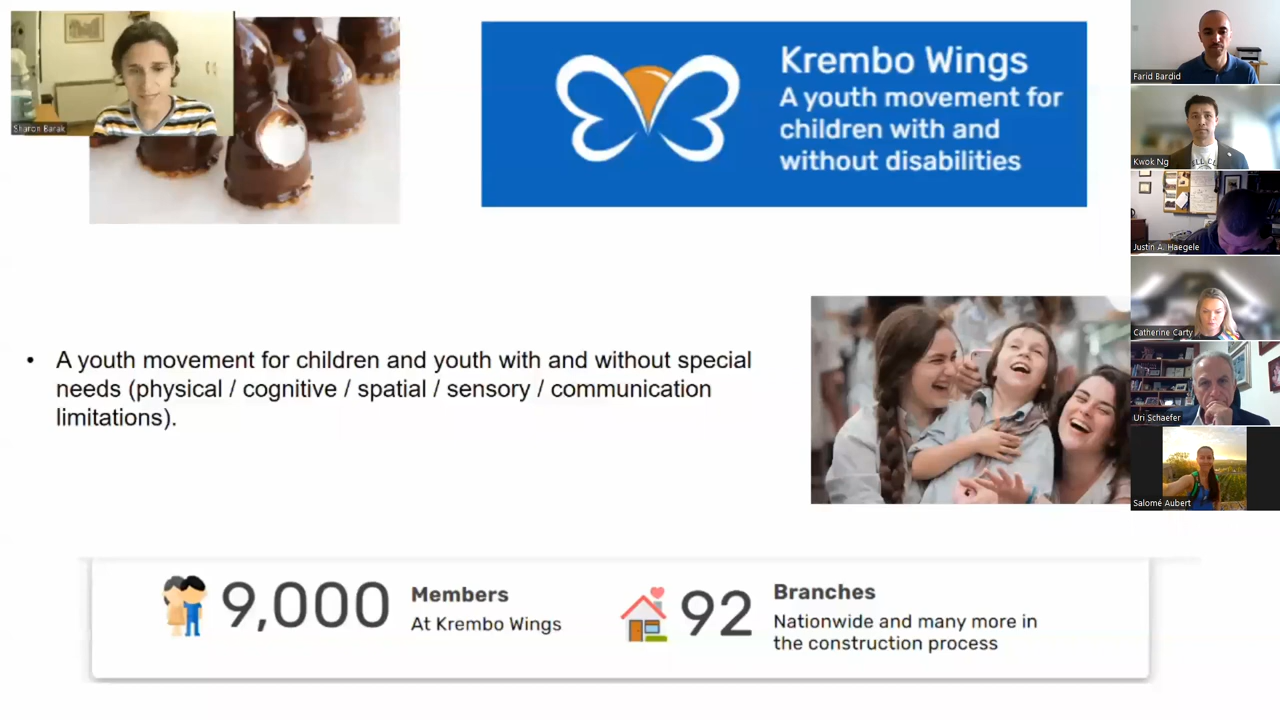 Sharon Barak
Krembo Wings
A youth movement for
children with and
without disabilities
• A youth movement for children and youth with and without special
needs (physical / cognitive / spatial / sensory / communication
limitations).
9,000
Members
At Krembo Wings
92
Branches
Nationwide and many more in
the construction process
Farid Bardid
Kwok Ng
Justin A. Haegele
Catherine Carty
Uri Schaefer
Salomé Aubert